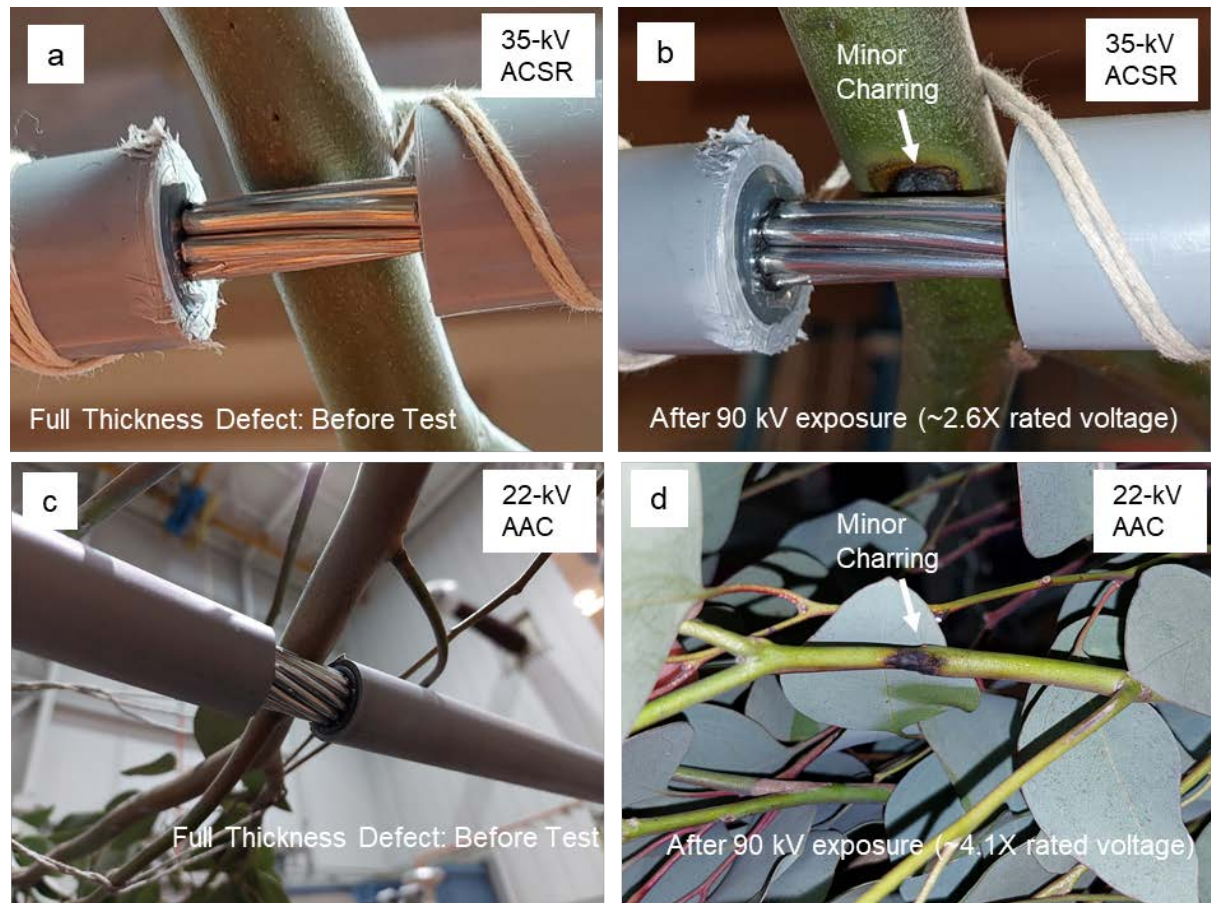 a
35-kV
ACSR
Full Thickness Defect: Before Test
b
Minor
Charring
35-kV
ACSR
After 90 kV exposure (~2.6X rated voltage)
c
22-kV
AAC
Full Thickness Defect: Before Test
d
Minor
Charring
22-kV
AAC
After 90 kV exposure (~4.1X rated voltage)